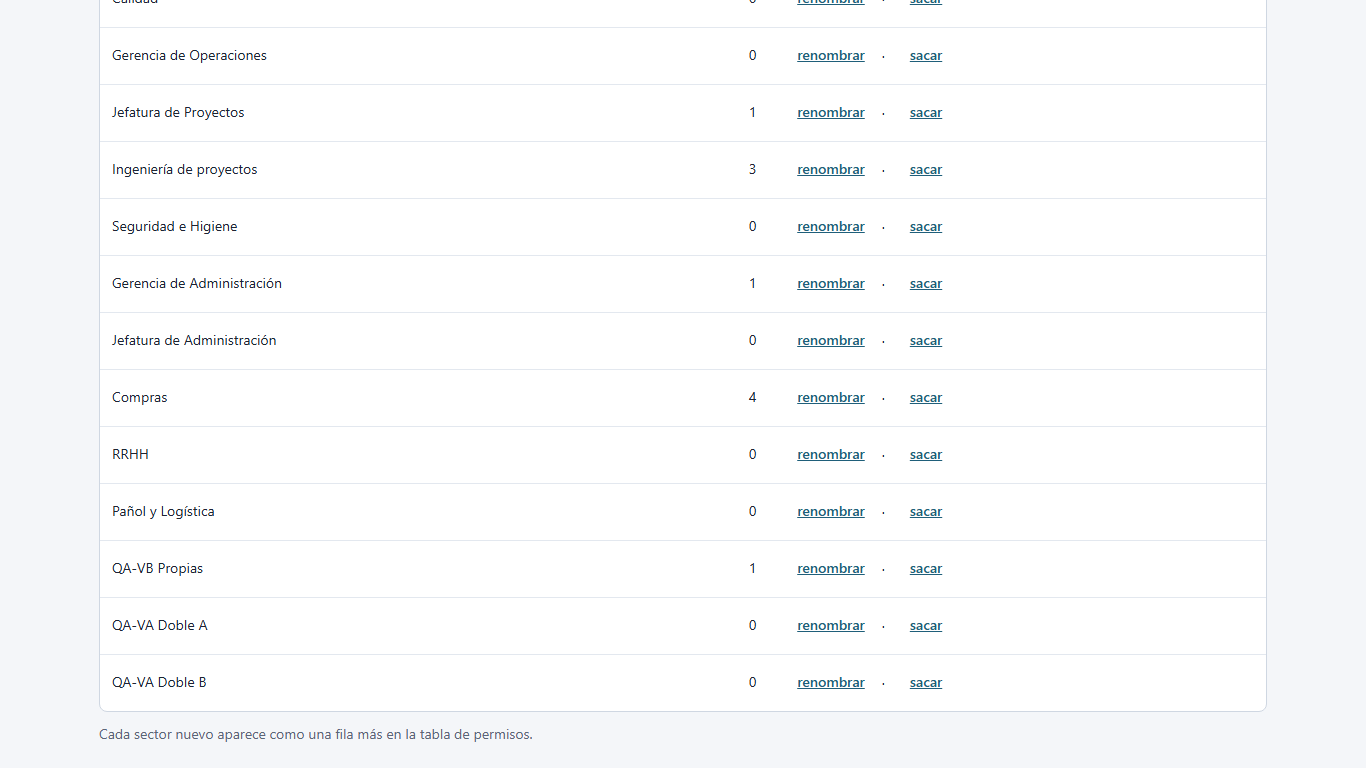 Calidad 0 renombrar sacar
Gerencia de Operaciones 0 renombrar · sacar
Jefatura de Proyectos 1 renombrar · sacar
Ingeniería de proyectos 3 renombrar · sacar
Seguridad e Higiene 0 renombrar · sacar
Gerencia de Administración 1 renombrar · sacar
Jefatura de Administración 0 renombrar · sacar
Compras 4 renombrar · sacar
RRHH 0 renombrar · sacar
Pañol y Logística 0 renombrar · sacar
QA-VB Propias 1 renombrar · sacar
QA-VA Doble A 0 renombrar · sacar
QA-VA Doble B 0 renombrar · sacar
Cada sector nuevo aparece como una fila más en la tabla de permisos.